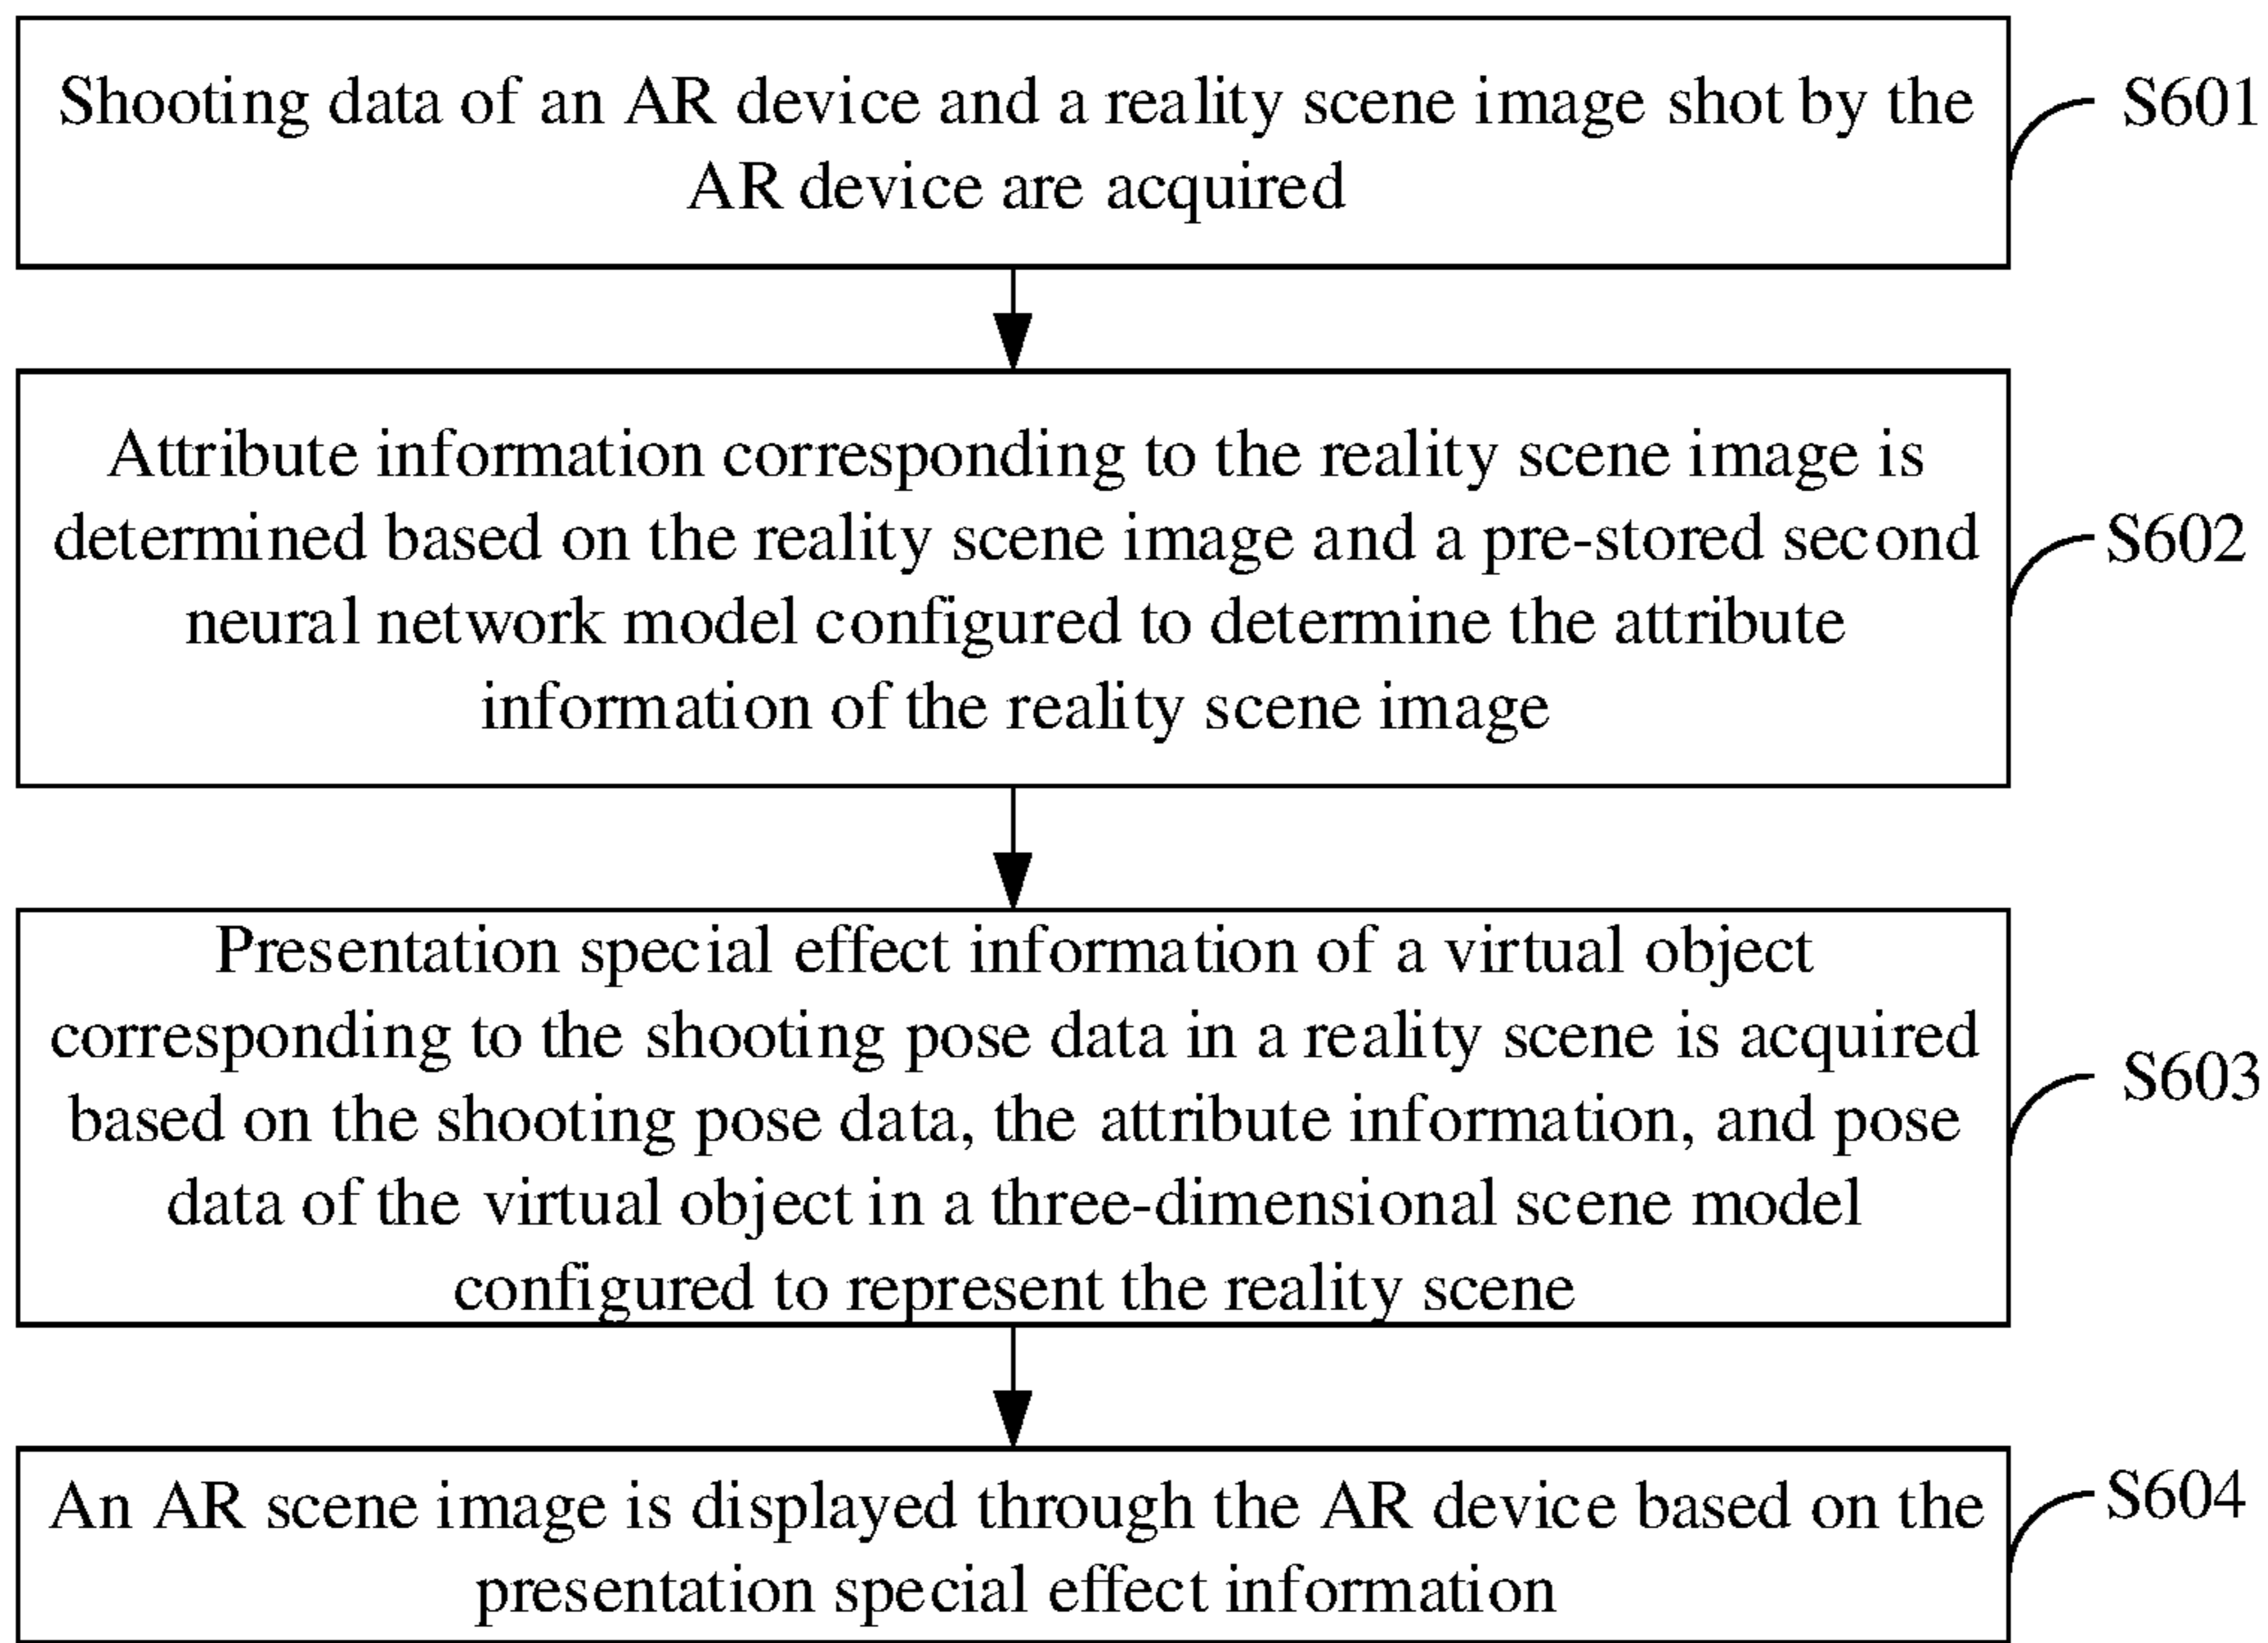 Shooting data of an AR device and a reality scene image shot by the
AR device are acquired
S601
Attribute information corresponding to the reality scene image is
determined based on the reality scene image and a pre-stored second
neural network model configured to determine the attribute
information of the reality scene image
S602
Presentation special effect information of a virtual object
corresponding to the shooting pose data in a reality scene is acquired
based on the shooting pose data, the attribute information, and pose
data of the virtual object in a three-dimensional scene model
configured to represent the reality scene
S603
An AR scene image is displayed through the AR device based on the
presentation special effect information
S604